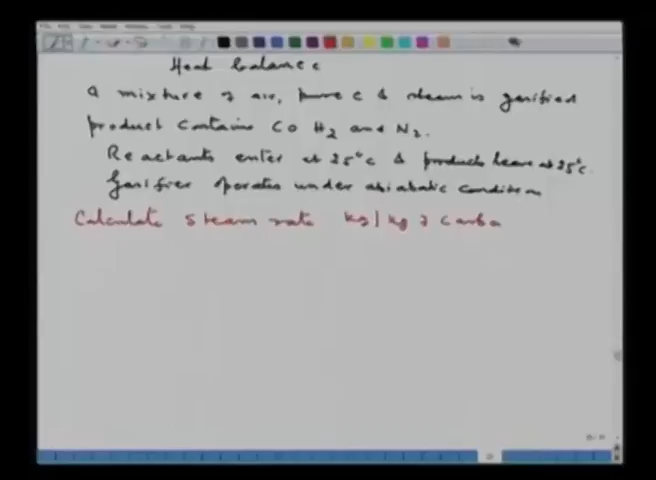 Heat balance
A mixture of air, pure C & steam is gasified
product contains CO H2 and N2.
Reactants enter at 25°C & products leave at 25°C.
Gasifier operates under adiabatic condition
Calculate steam rate kg/kg of carbo